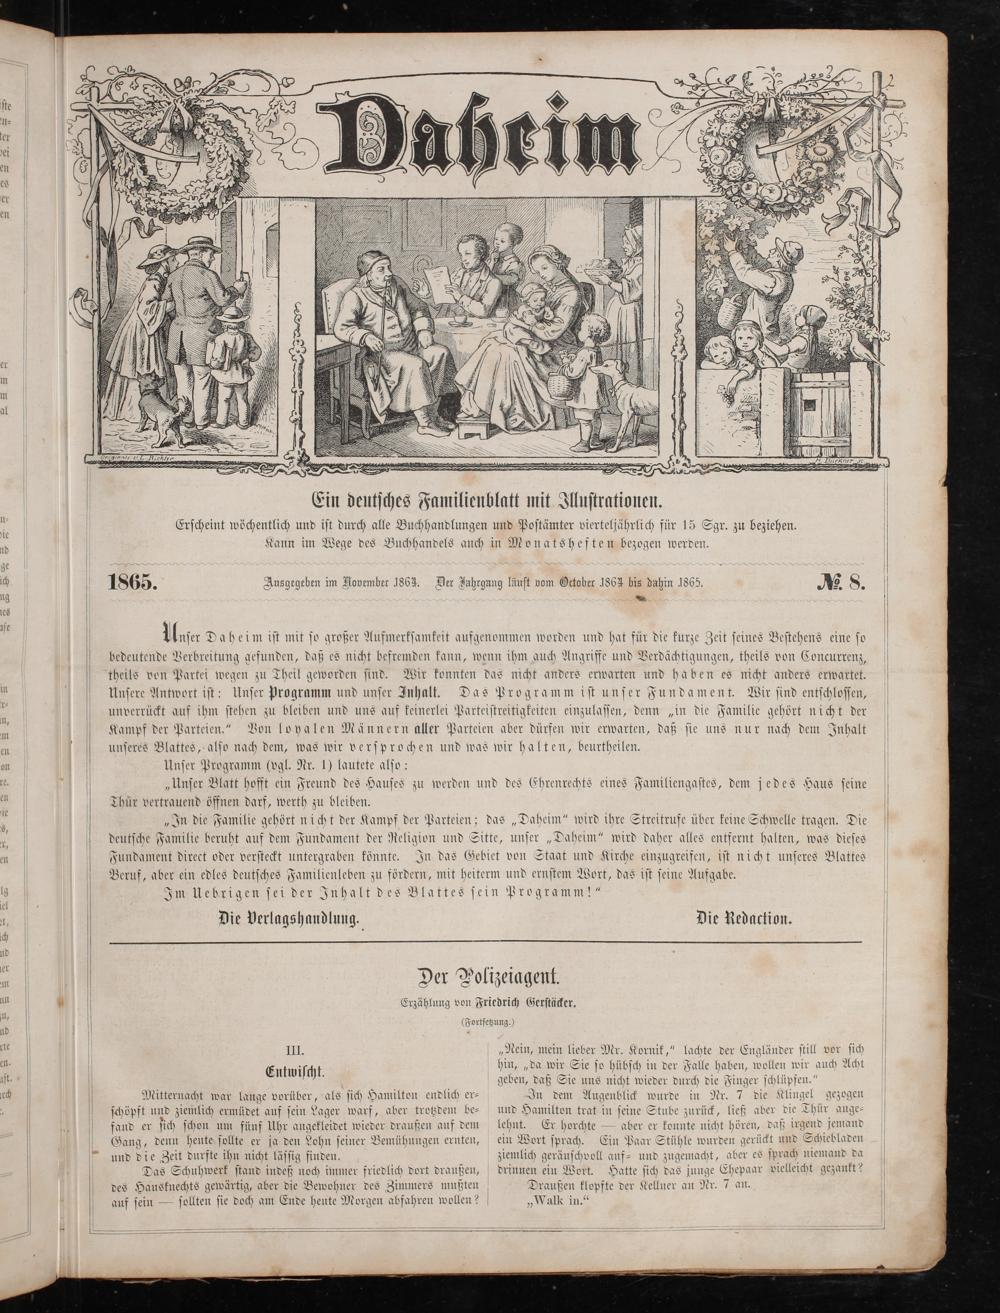 Daheim
Ein deutsches Familienblatt mit Illustrationen.
Erscheint wöchentlich und ist durch alle Buchhandlungen und Postämter vierteljährlich für 15 Sgr. zu beziehen.
Kann im Wege des Buchhandels auch in Monatsheften bezogen werden.
1865. Ausgegeben im November 1864. Der Jahrgang läuft vom October 1864 bis dahin 1865. № 8.
Unser Daheim ist mit so großer Aufmerksamkeit aufgenommen worden und hat für die kurze Zeit seines Bestehens eine so
bedeutende Verbreitung gefunden, daß es nicht befremden kann, wenn ihm auch Angriffe und Verdächtigungen, theils von Concurrenz,
theils von Partei wegen zu Theil geworden sind. Wir konnten das nicht anders erwarten und haben es nicht anders erwartet.
Unsere Antwort ist: Unser Programm und unser Inhalt. Das Programm ist unser Fundament. Wir sind entschlossen,
unverrückt auf ihm stehen zu bleiben und uns auf keinerlei Parteistreitigkeiten einzulassen, denn „in die Familie gehört nicht der
Kampf der Parteien.“ Von loyalen Männern aller Parteien aber dürfen wir erwarten, daß sie uns nur nach dem Inhalt
unseres Blattes, also nach dem, was wir versprochen und was wir halten, beurtheilen.
Unser Programm (vgl. Nr. 1) lautete also:
„Unser Blatt hofft ein Freund des Hauses zu werden und des Ehrenrechts eines Familiengastes, dem jedes Haus seine
Thür vertrauend öffnen darf, werth zu bleiben.
„In die Familie gehört nicht der Kampf der Parteien; das „Daheim“ wird ihre Streitrufe über keine Schwelle tragen. Die
deutsche Familie beruht auf dem Fundament der Religion und Sitte, unser „Daheim“ wird daher alles entfernt halten, was dieses
Fundament direct oder versteckt untergraben könnte. In das Gebiet von Staat und Kirche einzugreifen, ist nicht unseres Blattes
Beruf, aber ein edles deutsches Familienleben zu fördern, mit heiterm und ernstem Wort, das ist seine Aufgabe.
Im Uebrigen sei der Inhalt des Blattes sein Programm!“
Die Verlagshandlung. Die Redaction.
Der Polizeiagent.
Erzählung von Friedrich Gerstäcker.
(Fortsetzung.)
III.
Entwischt.
Mitternacht war lange vorüber, als sich Hamilton endlich er-
schöpft und ziemlich ermüdet auf sein Lager warf, aber trotzdem be-
fand er sich schon um fünf Uhr angekleidet wieder draußen auf dem
Gang, denn heute sollte er ja den Lohn seiner Bemühungen ernten,
und die Zeit durfte ihn nicht lässig finden.
Das Schuhwerk stand indeß noch immer friedlich dort draußen,
des Hausknechts gewärtig, aber die Bewohner des Zimmers mußten
auf sein — sollten sie doch am Ende heute Morgen abfahren wollen?
„Nein, mein lieber Mr. Kornik,“ lachte der Engländer still vor sich
hin, „da wir Sie so hübsch in der Falle haben, wollen wir auch Acht
geben, daß Sie uns nicht wieder durch die Finger schlüpfen.“
In dem Augenblick wurde in Nr. 7 die Klingel gezogen
und Hamilton trat in seine Stube zurück, ließ aber die Thür ange-
lehnt. Er horchte — aber er konnte nicht hören, daß irgend jemand
ein Wort sprach. Ein Paar Stühle wurden gerückt und Schiebladen
ziemlich geräuschvoll auf- und zugemacht, aber es sprach niemand da
drinnen ein Wort. Hatte sich das junge Ehepaar vielleicht gezankt?
Draußen klopfte der Kellner an Nr. 7 an.
„Walk in.“